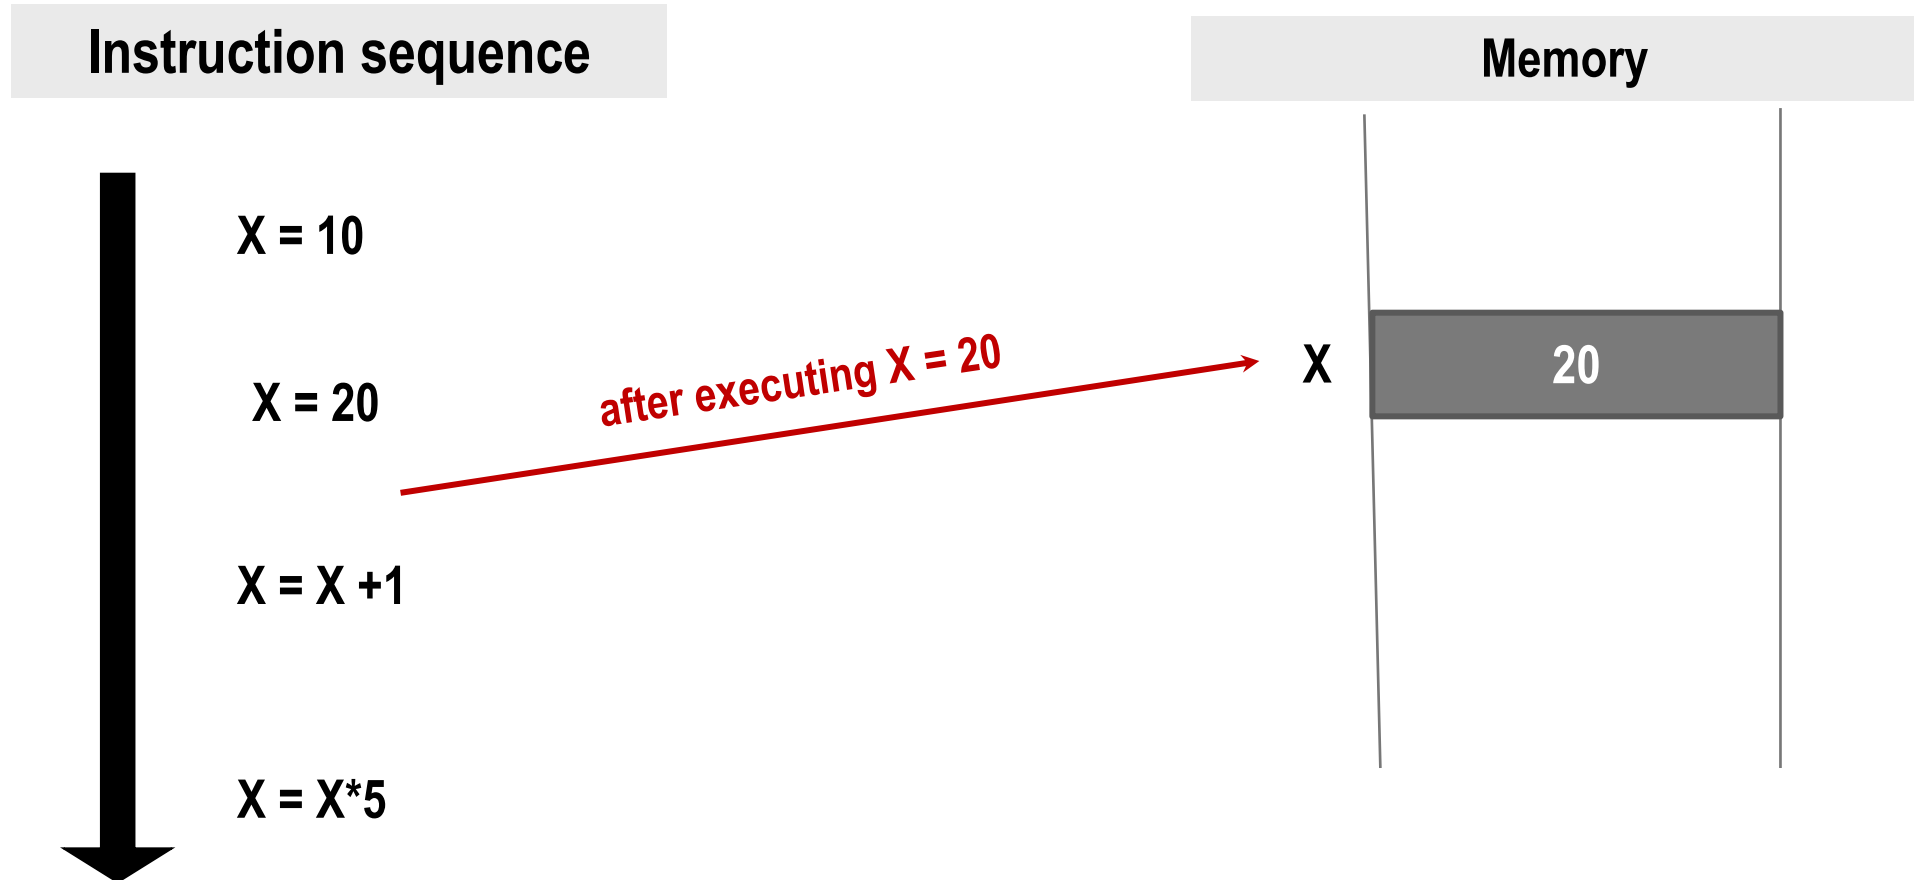 Instruction sequence
Memory
X = 10
X = 20
after executing X = 20
X
20
X = X +1
X = X*5